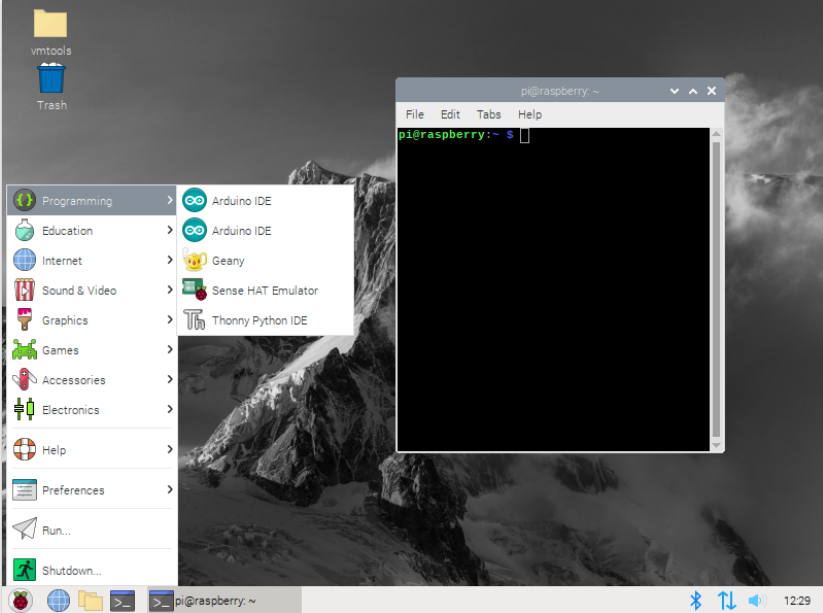 vmtools
Trash
pi@raspberry: ~
File Edit Tabs Help
pi@raspberry:~ $
Programming
Education
Internet
Sound & Video
Graphics
Games
Accessories
Electronics
Help
Preferences
Run...
Shutdown...
Arduino IDE
Arduino IDE
Geany
Sense HAT Emulator
Thonny Python IDE
pi@raspberry: ~
12:29